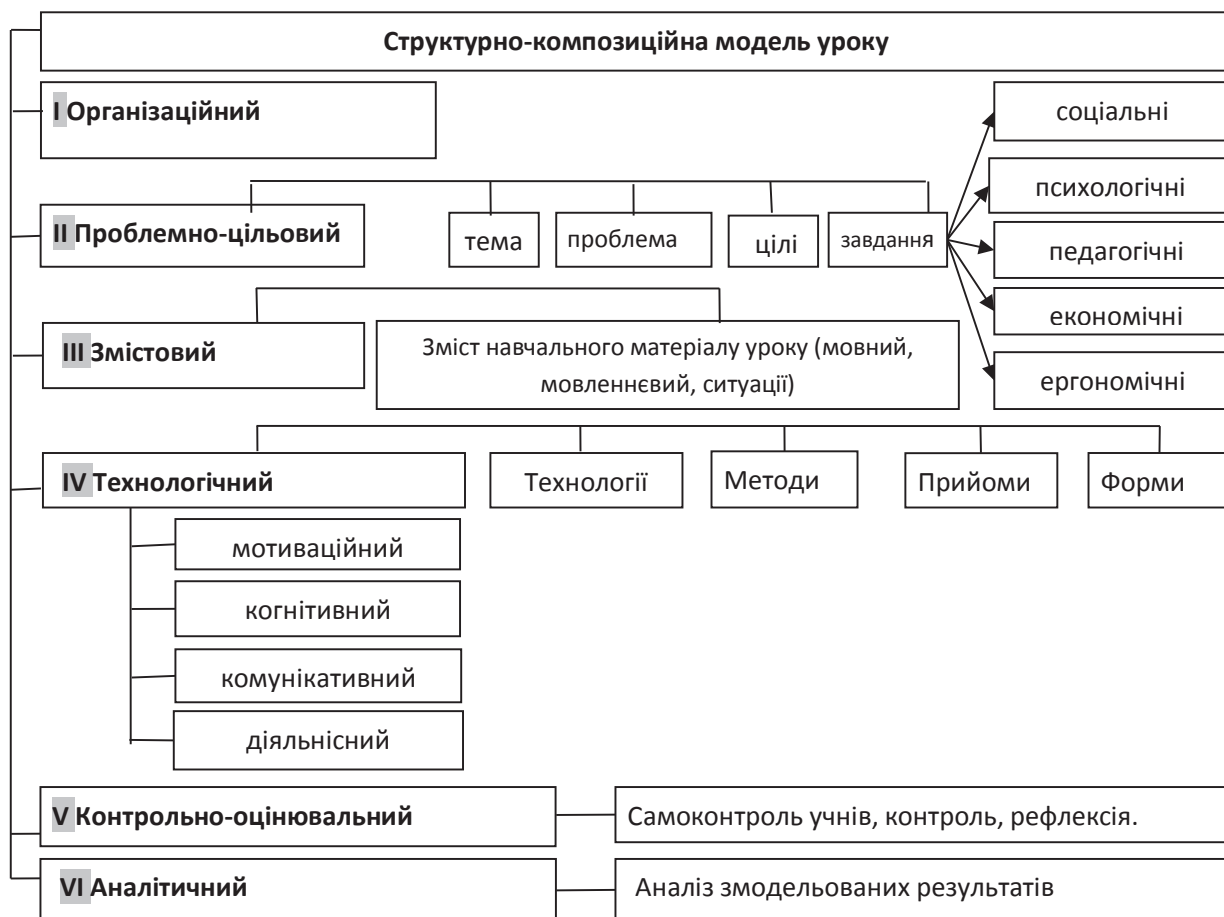 Структурно-композиційна модель уроку
І Організаційний
соціальні
психологічні
педагогічні
економічні
ергономічні
ІІ Проблемно-цільовий
тема
проблема
цілі
завдання
ІІІ Змістовий
Зміст навчального матеріалу уроку (мовний,
мовленнєвий, ситуації)
IV Технологічний
Технології
Методи
Прийоми
Форми
мотиваційний
когнітивний
комунікативний
діяльнісний
V Контрольно-оцінювальний
Самоконтроль учнів, контроль, рефлексія.
VI Аналітичний
Аналіз змодельованих результатів